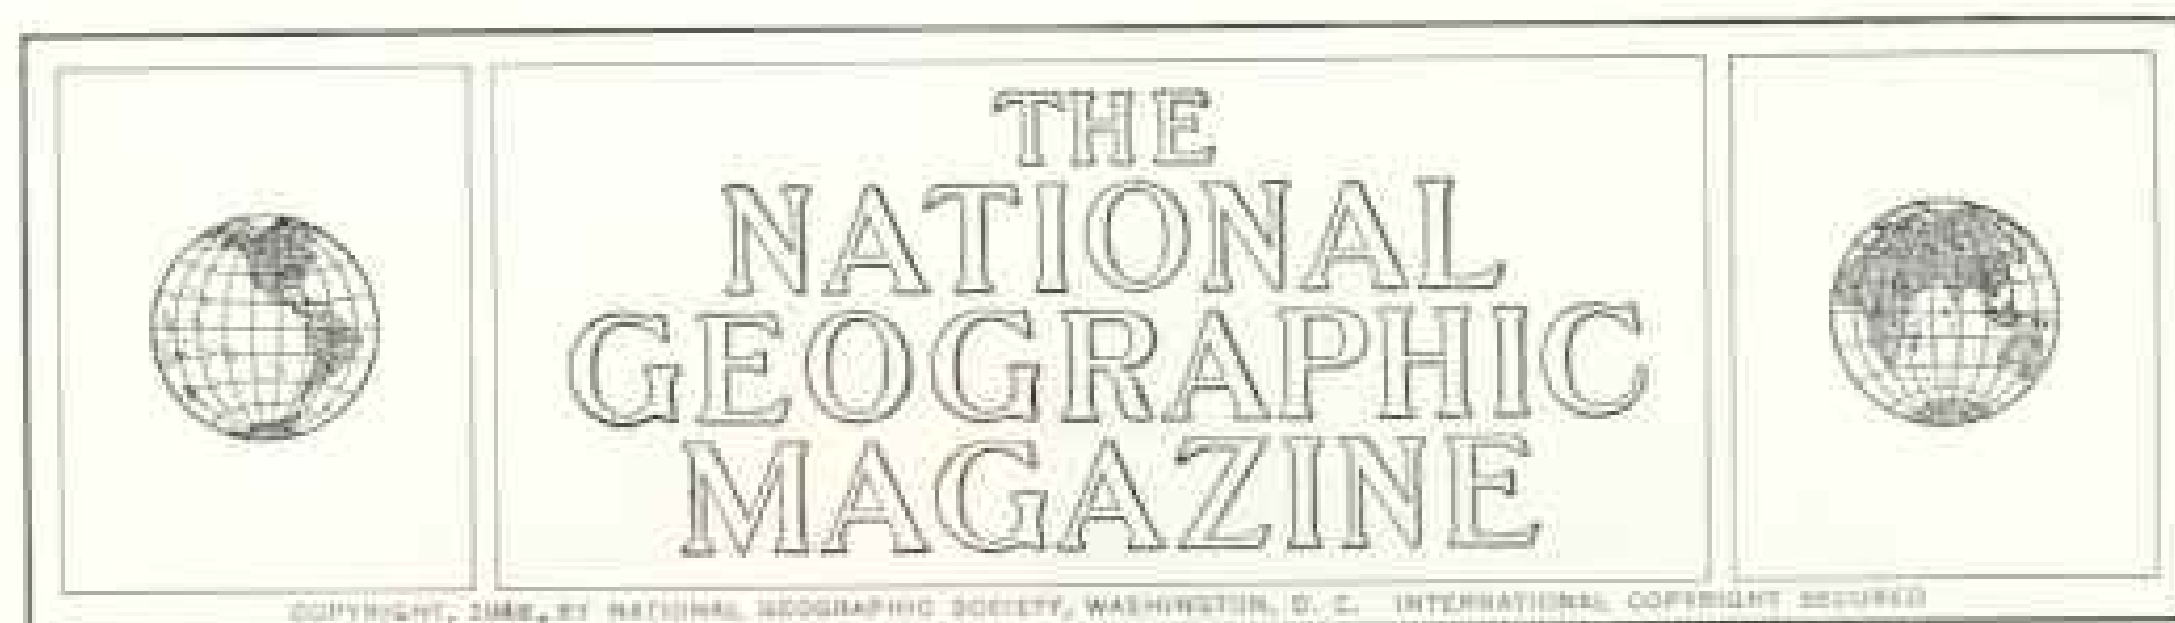 THE
NATIONAL
GEOGRAPHIC
MAGAZINE
COPYRIGHT, BY NATIONAL GEOGRAPHIC SOCIETY, WASHINGTON, D. C. INTERNATIONAL COPYRIGHT SECURED